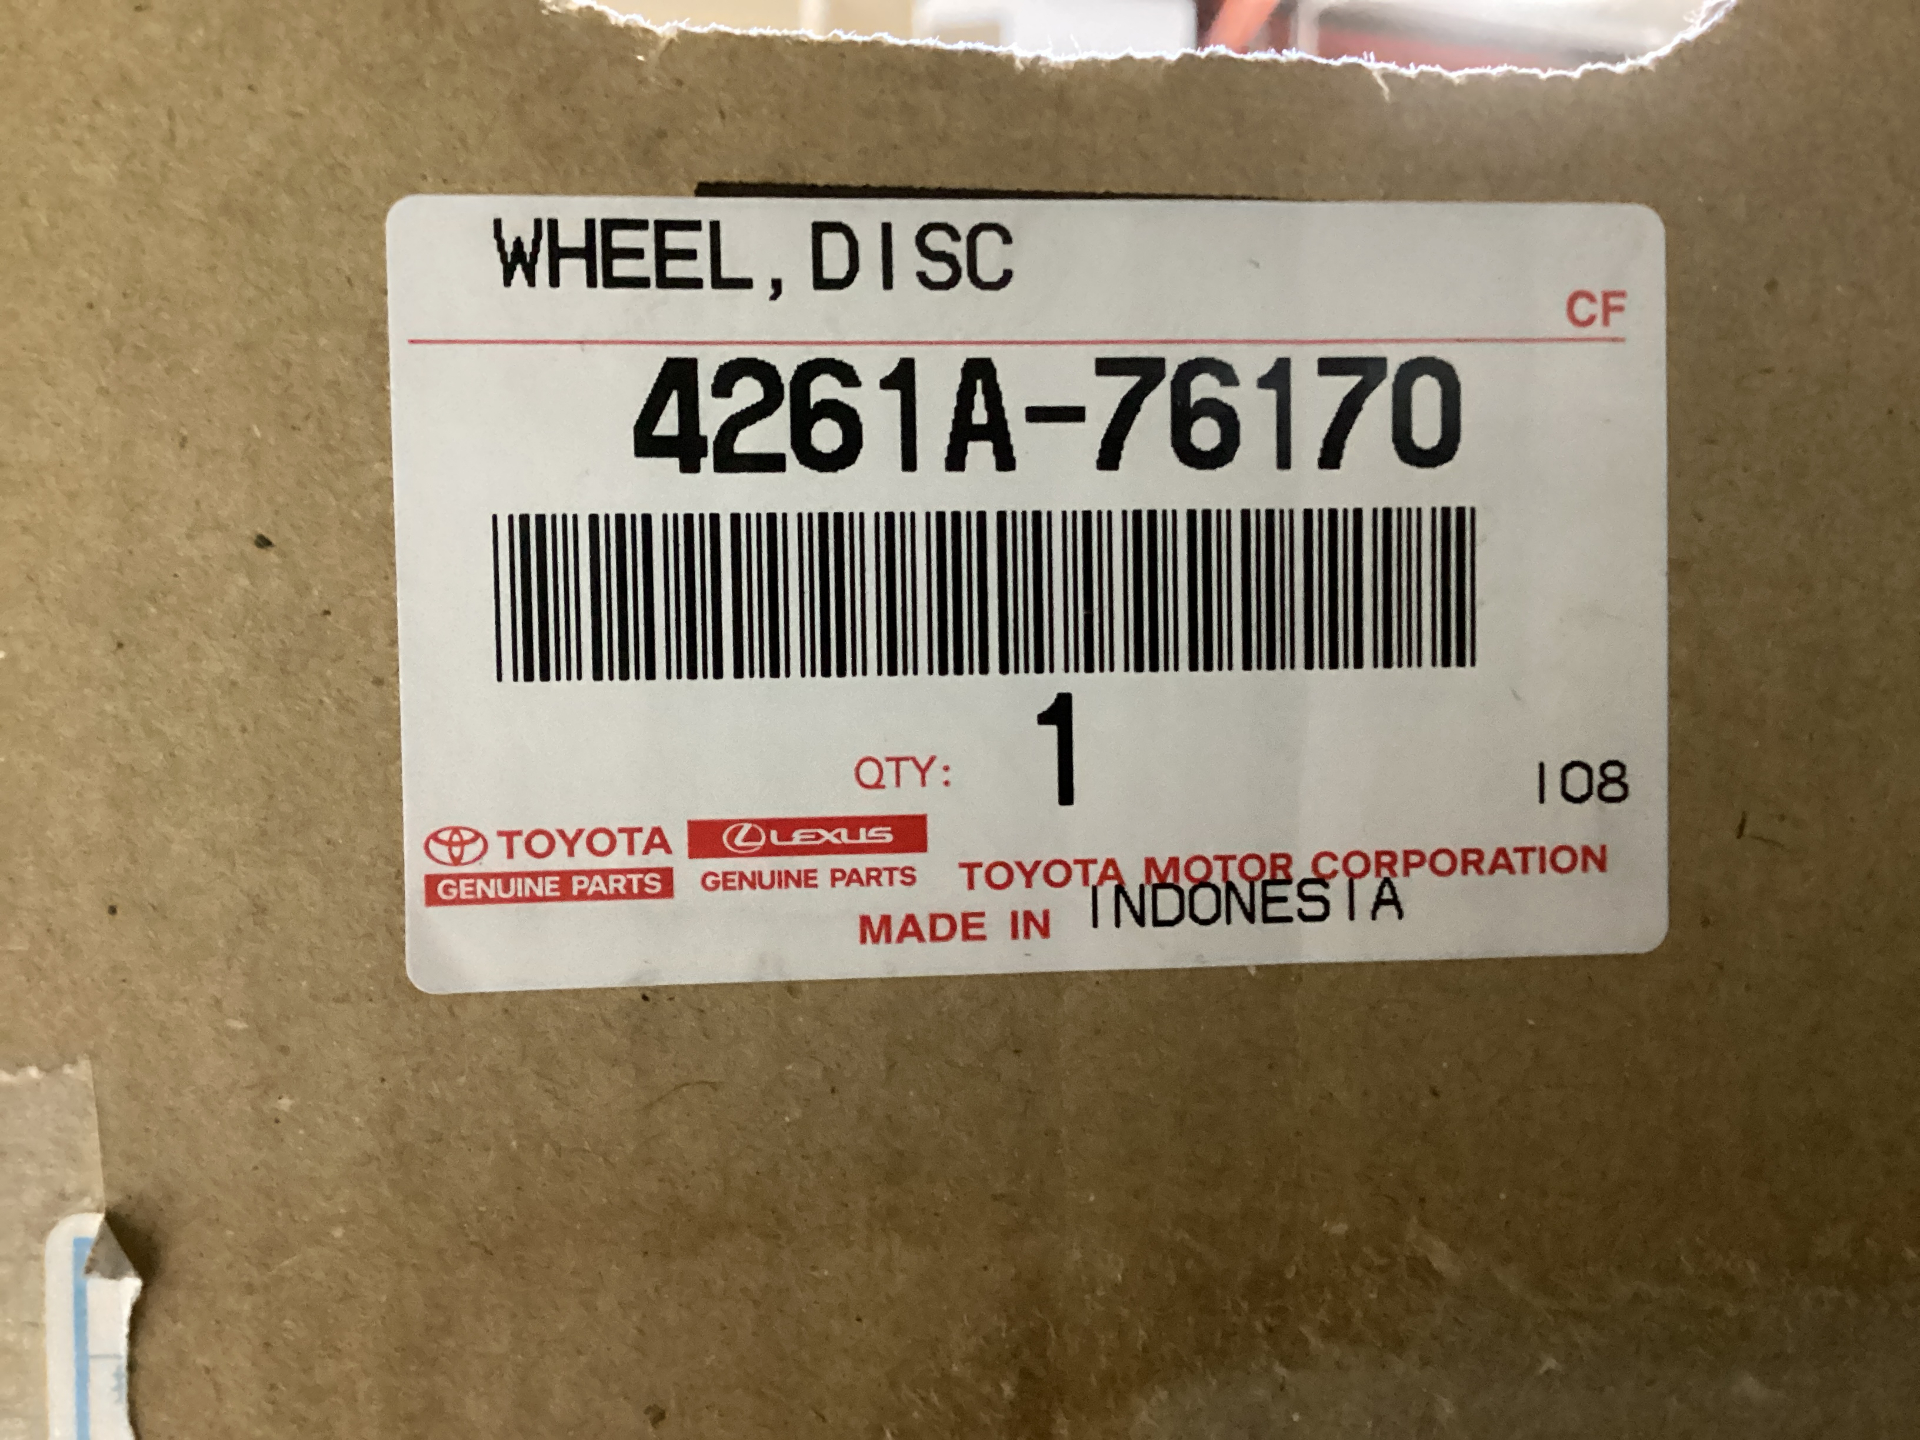 WHEEL,DISC
CF
4261A-76170
QTY: 1
108
TOYOTA
GENUINE PARTS
LEXUS
GENUINE PARTS
TOYOTA MOTOR CORPORATION
MADE IN INDONESIA